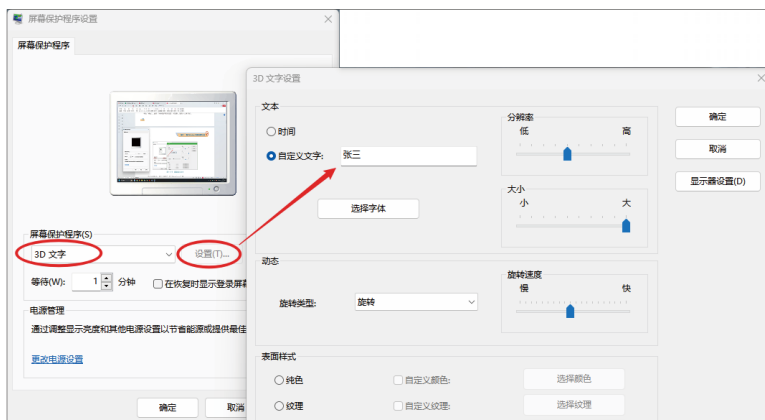 屏幕保护程序设置
屏幕保护程序
屏幕保护程序(S)
3D 文字
设置(T)...
等待(W):
1
分钟
在恢复时显示登录屏
电源管理
通过调整显示亮度和其他电源设置以节省能源或提供最佳
更改电源设置
确定
取消
3D 文字设置
文本
时间
自定义文字:
张三
选择字体
分辨率
低
高
大小
小
大
动态
旋转类型:
旋转
旋转速度
慢
快
表面样式
纯色
自定义颜色:
选择颜色
纹理
自定义纹理:
选择纹理
确定
取消
显示器设置(D)